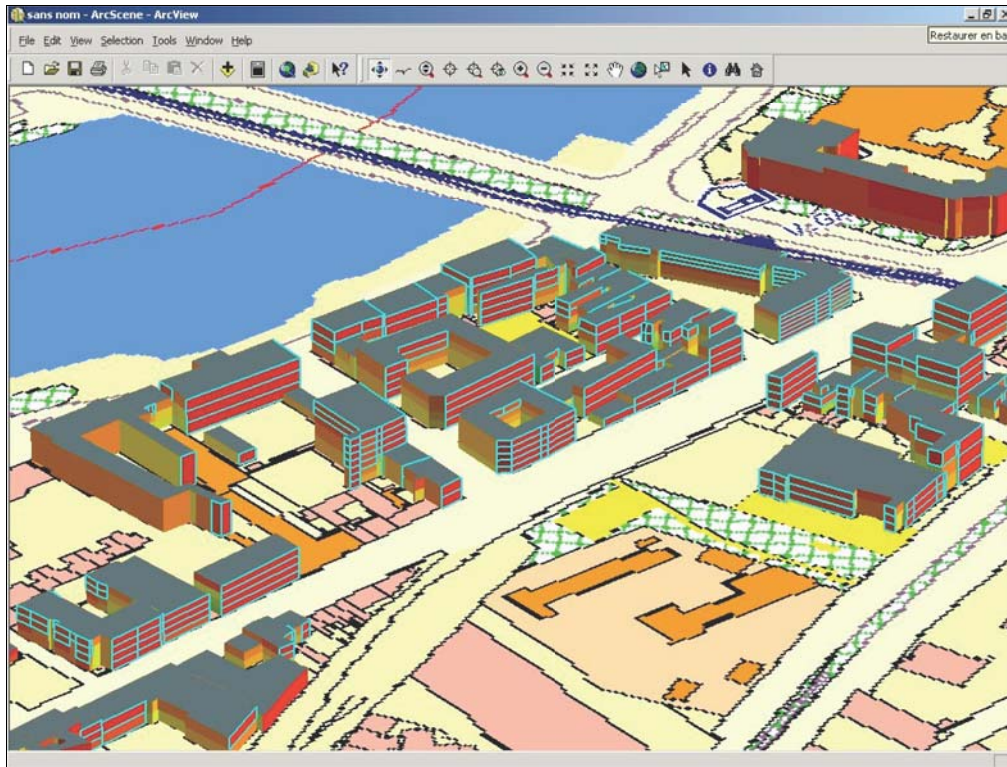 sans nom - ArcScene - ArcView
File Edit View Selection Tools Window Help
Restaurer en ba